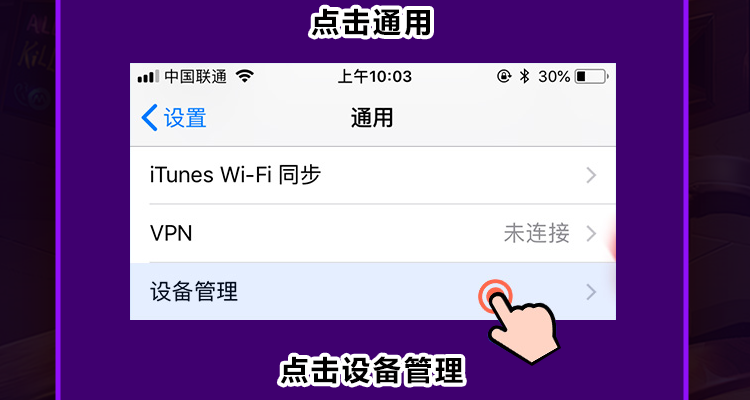 点击通用
中国联通 上午10:03 30%
设置 通用
iTunes Wi-Fi 同步
VPN 未连接
设备管理
点击设备管理